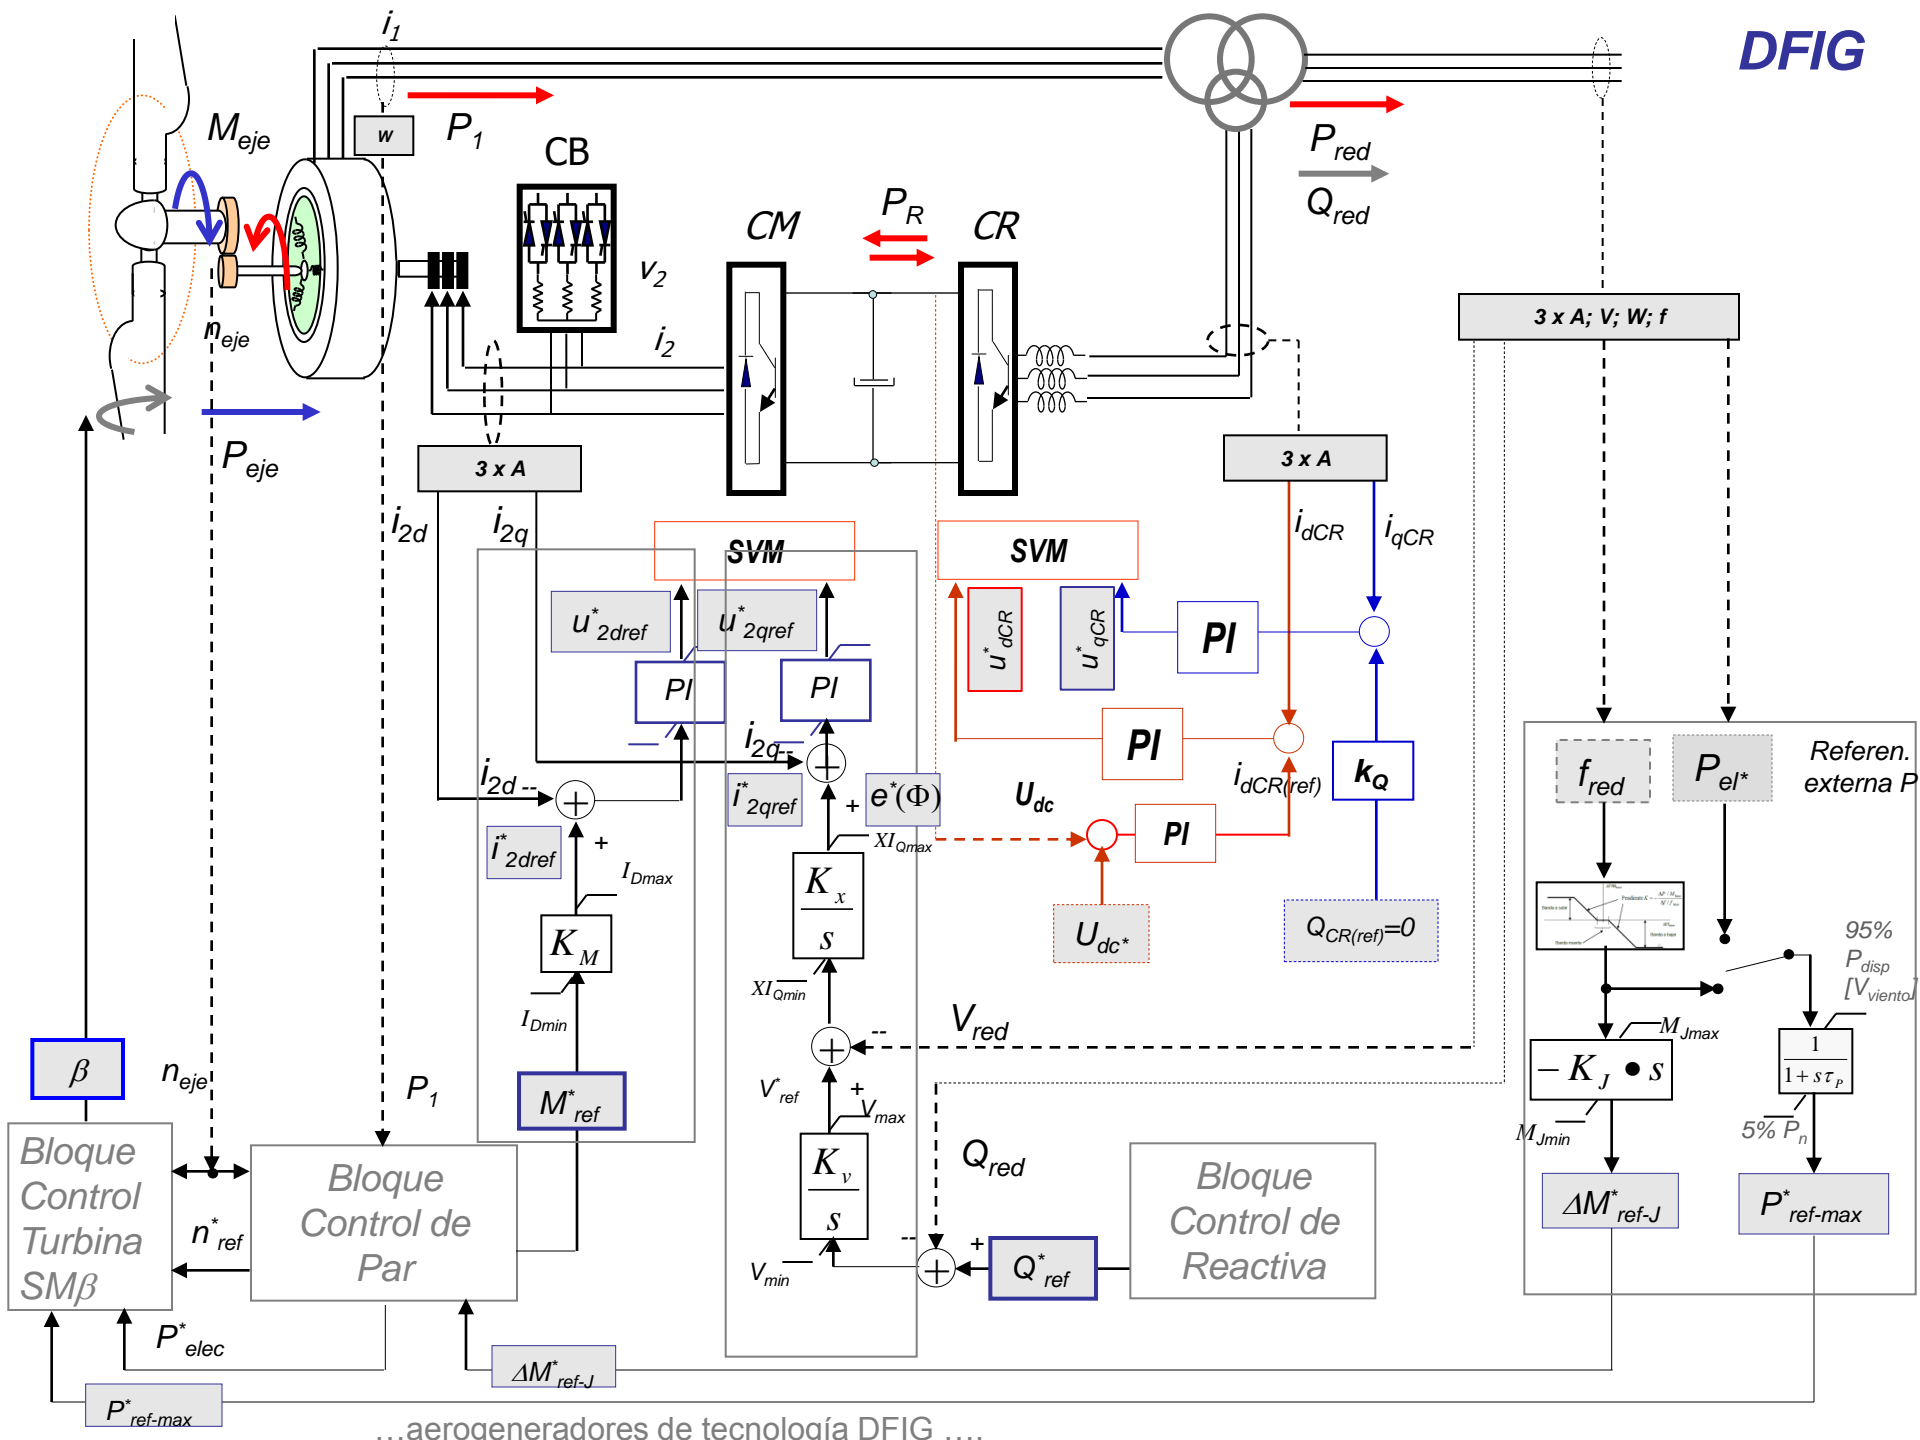 DFIG
i1
W
P1
Meje
CB
PR
CM
CR
v2
i2
Pred
Qred
3 x A; V; W; f
neje
Peje
3 x A
3 x A
i2d
i2q
idCR
iqCR
SVM
SVM
u*2dref
u*2qref
u*dCR
u*qCR
PI
PI
PI
PI
i2q --
i2d --
i*2qref
+
e*(Φ)
Udc
idCR(ref)
kQ
PI
fred
Pel*
Referen.
externa P
i*2dref
+
IDmax
XIQmax
Kx
s
KM
Udc*
QCR(ref)=0
95%
Pdisp
[Vviento]
XIQmin
IDmin
Vred
--
MJmax
− KJ • s
1
1 + sτP
β
neje
P1
M*ref
V*ref
+
Vmax
MJmin
5% Pn
Bloque
Control
Turbina
SMβ
Bloque
Control de
Par
Kv
s
Qred
Bloque
Control de
Reactiva
ΔM*ref-J
P*ref-max
n*ref
Vmin
--
+
Q*ref
P*elec
ΔM*ref-J
P*ref-max
…aerogeneradores de tecnología DFIG ….